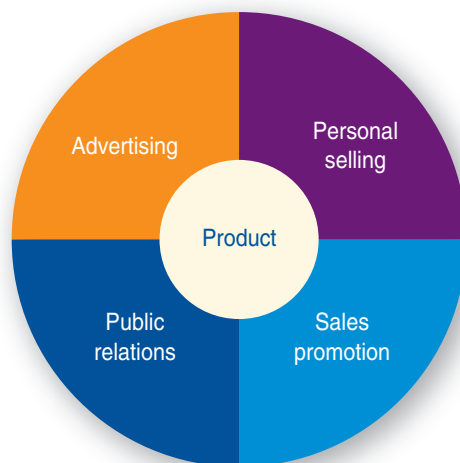 Advertising
Personal
selling
Product
Public
relations
Sales
promotion